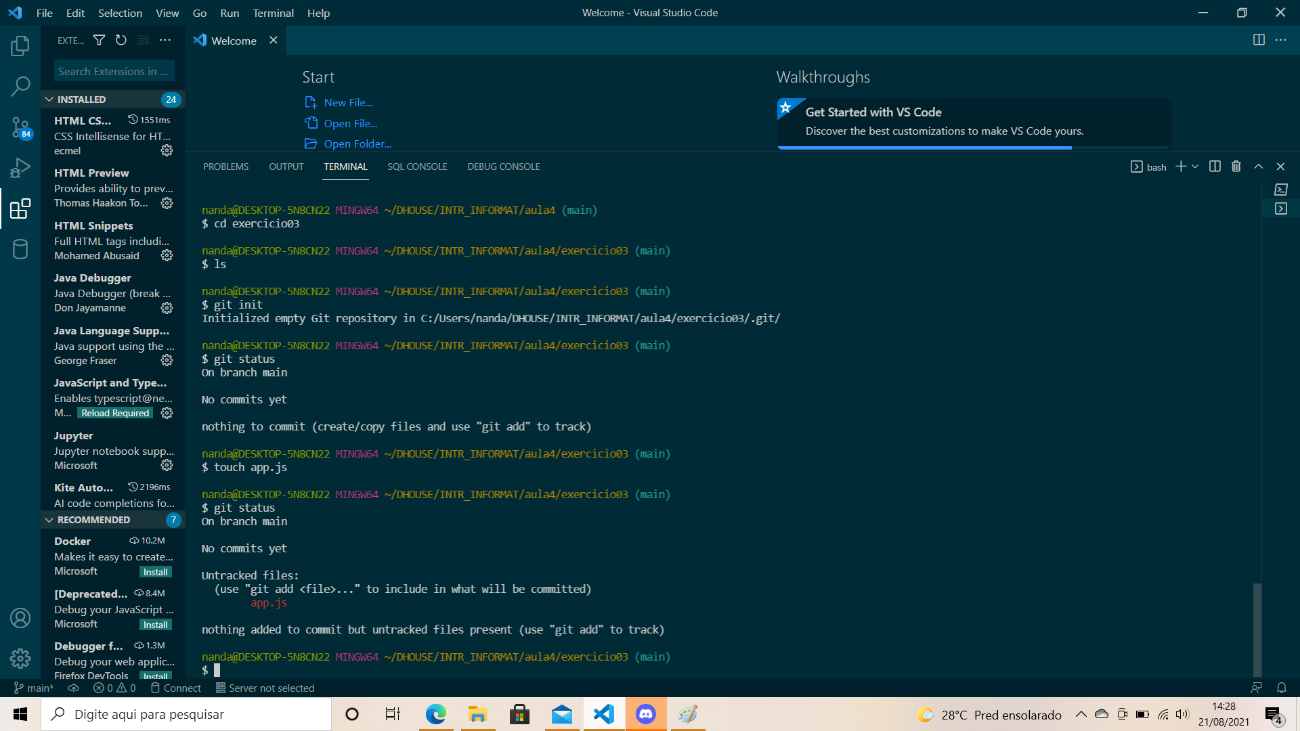 File Edit Selection View Go Run Terminal Help
Welcome - Visual Studio Code
EXTE...
Search Extensions in ...
INSTALLED 24
HTML CS... 1551ms
CSS Intellisense for HT...
ecmel
HTML Preview
Provides ability to prev...
Thomas Haakon To...
HTML Snippets
Full HTML tags includi...
Mohamed Abusaid
Java Debugger
Java Debugger (break ...
Don Jayamanne
Java Language Supp...
Java support using the ...
George Fraser
JavaScript and Type...
Enables typescript@ne...
M... Reload Required
Jupyter
Jupyter notebook supp...
Microsoft
Kite Auto... 2196ms
AI code completions fo...
RECOMMENDED 7
Docker 10.2M
Makes it easy to create...
Microsoft Install
[Deprecated... 8.4M
Debug your JavaScript ...
Microsoft Install
Debugger f... 1.3M
Debug your web applic...
Firefox DevTools Install
84
Welcome
Start
New File...
Open File...
Open Folder...
Walkthroughs
Get Started with VS Code
Discover the best customizations to make VS Code yours.
PROBLEMS OUTPUT TERMINAL SQL CONSOLE DEBUG CONSOLE
bash
nanda@DESKTOP-5N8CN22 MINGW64 ~/DHOUSE/INTR_INFORMAT/aula4 (main)
$ cd exercicio03
nanda@DESKTOP-5N8CN22 MINGW64 ~/DHOUSE/INTR_INFORMAT/aula4/exercicio03 (main)
$ ls
nanda@DESKTOP-5N8CN22 MINGW64 ~/DHOUSE/INTR_INFORMAT/aula4/exercicio03 (main)
$ git init
Initialized empty Git repository in C:/Users/nanda/DHOUSE/INTR_INFORMAT/aula4/exercicio03/.git/
nanda@DESKTOP-5N8CN22 MINGW64 ~/DHOUSE/INTR_INFORMAT/aula4/exercicio03 (main)
$ git status
On branch main
No commits yet
nothing to commit (create/copy files and use "git add" to track)
nanda@DESKTOP-5N8CN22 MINGW64 ~/DHOUSE/INTR_INFORMAT/aula4/exercicio03 (main)
$ touch app.js
nanda@DESKTOP-5N8CN22 MINGW64 ~/DHOUSE/INTR_INFORMAT/aula4/exercicio03 (main)
$ git status
On branch main
No commits yet
Untracked files:
(use "git add <file>..." to include in what will be committed)
app.js
nothing added to commit but untracked files present (use "git add" to track)
nanda@DESKTOP-5N8CN22 MINGW64 ~/DHOUSE/INTR_INFORMAT/aula4/exercicio03 (main)
$
main* 0 0 Connect Server not selected
Digite aqui para pesquisar
28°C Pred ensolarado
14:28
21/08/2021
4